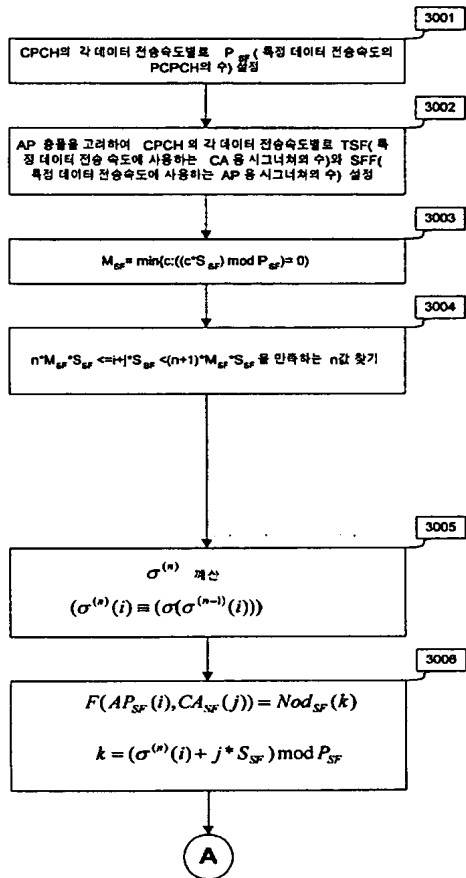 3001
CPCH의 각 데이터 전송속도별로 P_SF ( 특정 데이터 전송속도의
PCPCH의 수) 설정
3002
AP 충돌을 고려하여 CPCH 의 각 데이터 전송속도별로 TSF( 특
정 데이터 전송 속도에 사용하는 CA 용 시그너쳐의 수)와 SFF(
특정 데이터 전송속도에 사용하는 AP 용 시그너쳐의 수) 설정
3003
M_SF= min{c:((c*S_SF) mod P_SF)= 0)
3004
n*M_SF*S_SF <=i+j*S_SF <(n+1)*M_SF*S_SF 을 만족하는 n값 찾기
3005
σ^(n) 계산
(σ^(n)(i) ≡ (σ(σ^(n-1)(i)))
3006
F(AP_SF(i), CA_SF(j)) = Nod_SF(k)
k = (σ^(n)(i) + j * S_SF) mod P_SF
A